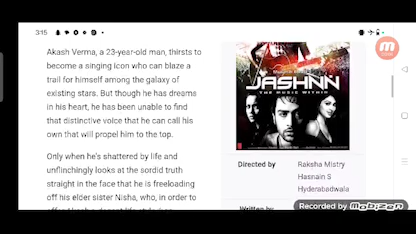 3:15
Akash Verma, a 23-year-old man, thirsts to
become a singing icon who can blaze a
trail for himself among the galaxy of
existing stars. But though he has dreams
in his heart, he has been unable to find
that distinctive voice that he can call his
own that will propel him to the top.
Only when he's shattered by life and
unflinchingly looks at the sordid truth
straight in the face that he is freeloading
off his elder sister Nisha, who, in order to
JASHNN
THE MUSIC WITHIN
Directed by
Raksha Mistry
Hasnain S
Hyderabadwala
Written by
Recorded by Mobizen